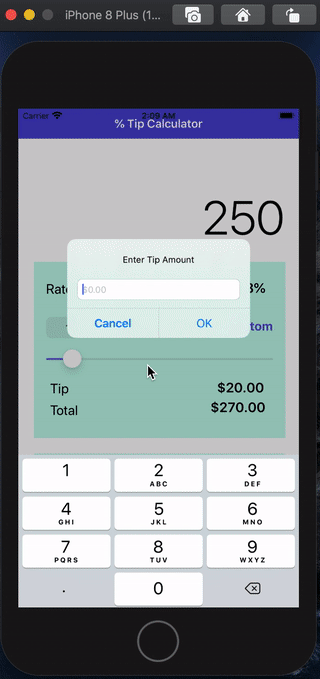 iPhone 8 Plus (1...
Carrier 2:09 AM
% Tip Calculator
250
Enter Tip Amount
$0.00
Cancel OK
Rate 8%
tom
Tip $20.00
Total $270.00
1 2 3
ABC DEF
4 5 6
GHI JKL MNO
7 8 9
PQRS TUV WXYZ
. 0